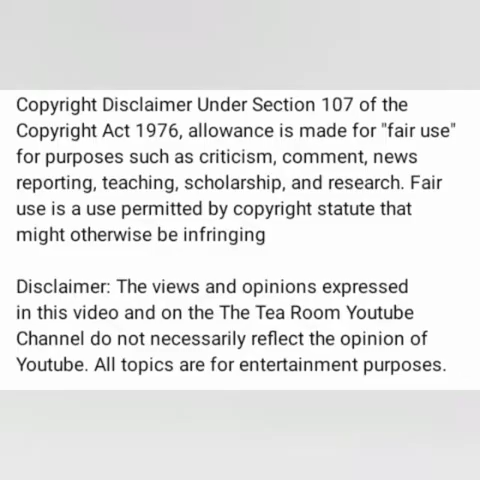 Copyright Disclaimer Under Section 107 of the
Copyright Act 1976, allowance is made for "fair use"
for purposes such as criticism, comment, news
reporting, teaching, scholarship, and research. Fair
use is a use permitted by copyright statute that
might otherwise be infringing
Disclaimer: The views and opinions expressed
in this video and on the The Tea Room Youtube
Channel do not necessarily reflect the opinion of
Youtube. All topics are for entertainment purposes.